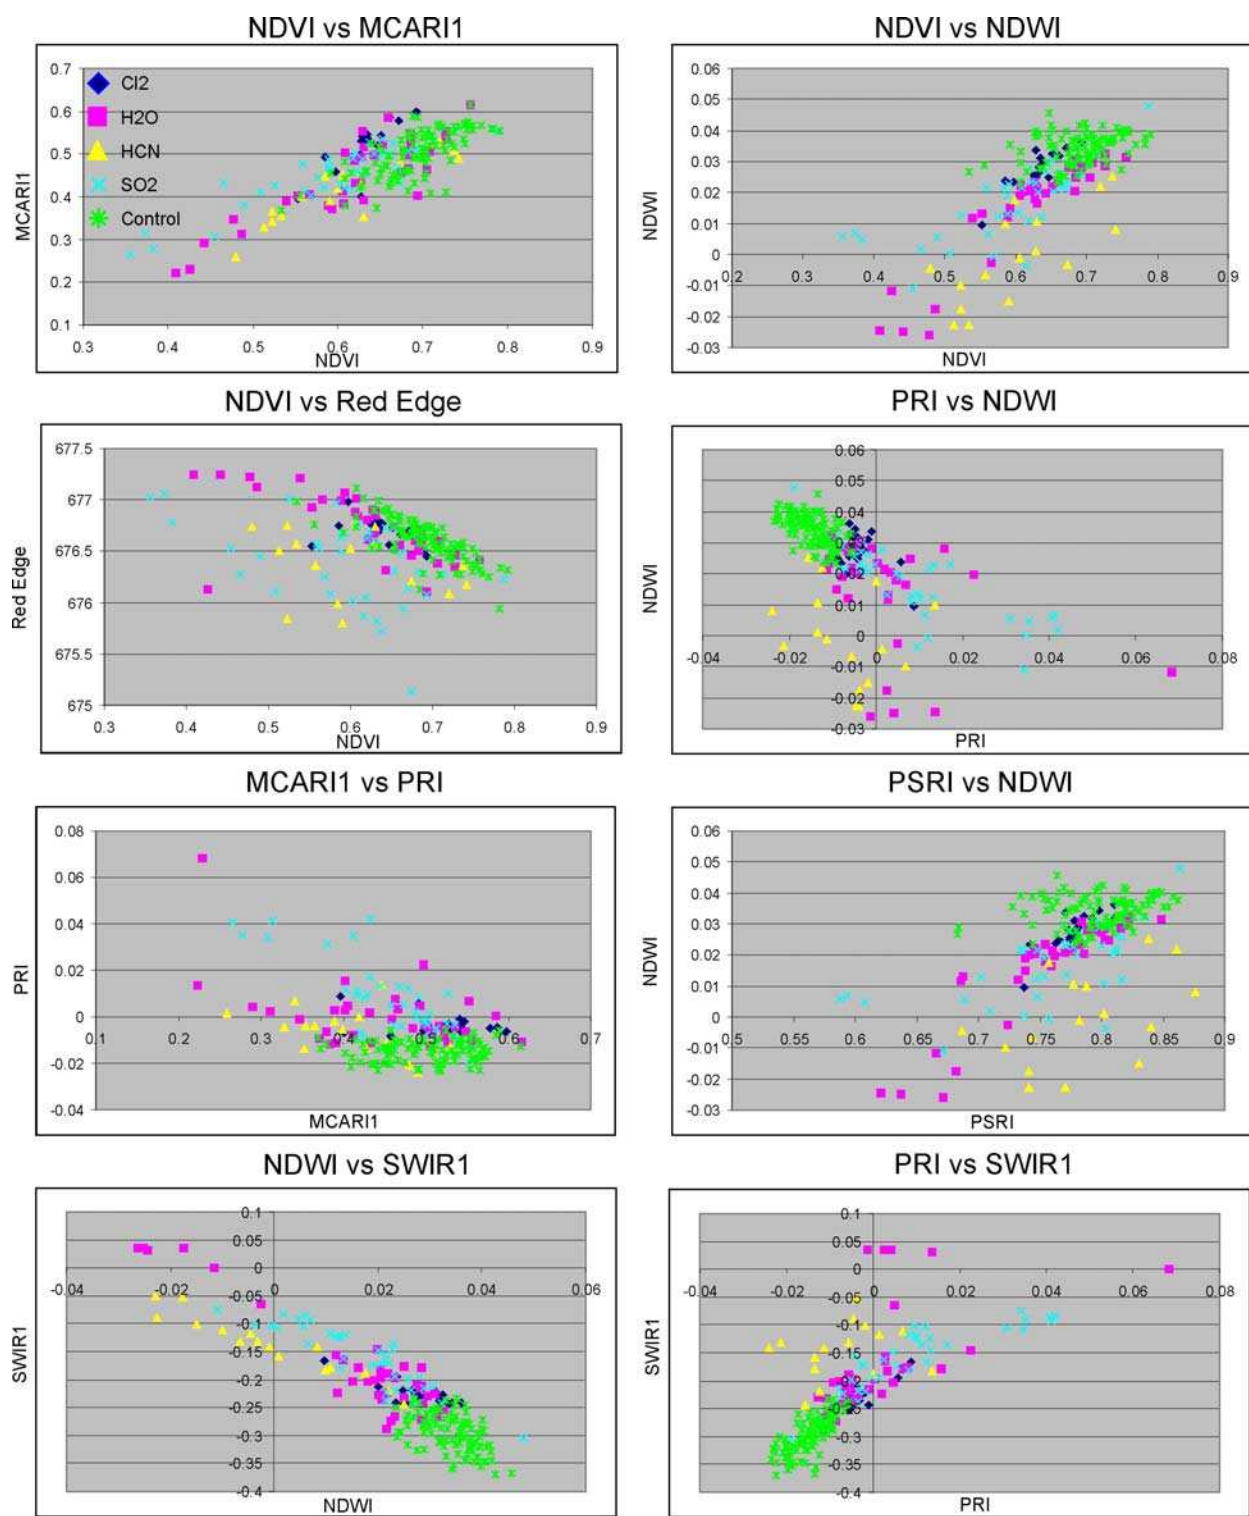 NDVI vs MCARI1
0.7
0.6
0.5
0.4
0.3
0.2
0.1
MCARI1
Cl2
H2O
HCN
SO2
Control
0.3 0.4 0.5 0.6 0.7 0.8 0.9
NDVI
NDVI vs NDWI
0.06
0.05
0.04
0.03
0.02
0.01
0
-0.01
-0.02
-0.03
NDWI
0.2 0.3 0.4 0.5 0.6 0.7 0.8 0.9
NDVI
NDVI vs Red Edge
677.5
677
676.5
676
675.5
675
Red Edge
0.3 0.4 0.5 0.6 0.7 0.8 0.9
NDVI
PRI vs NDWI
0.06
0.05
0.04
0.03
0.02
0.01
0
-0.01
-0.02
-0.03
NDWI
-0.04 -0.02 0 0.02 0.04 0.06 0.08
PRI
MCARI1 vs PRI
0.08
0.06
0.04
0.02
0
-0.02
-0.04
PRI
0.1 0.2 0.3 0.4 0.5 0.6 0.7
MCARI1
PSRI vs NDWI
0.06
0.05
0.04
0.03
0.02
0.01
0
-0.01
-0.02
-0.03
NDWI
0.5 0.55 0.6 0.65 0.7 0.75 0.8 0.85 0.9
PSRI
NDWI vs SWIR1
0.1
0.05
0
-0.05
-0.1
-0.15
-0.2
-0.25
-0.3
-0.35
-0.4
SWIR1
-0.04 -0.02 0 0.02 0.04 0.06
NDWI
PRI vs SWIR1
0.1
0.05
0
-0.05
-0.1
-0.15
-0.2
-0.25
-0.3
-0.35
-0.4
SWIR1
-0.04 -0.02 0 0.02 0.04 0.06 0.08
PRI